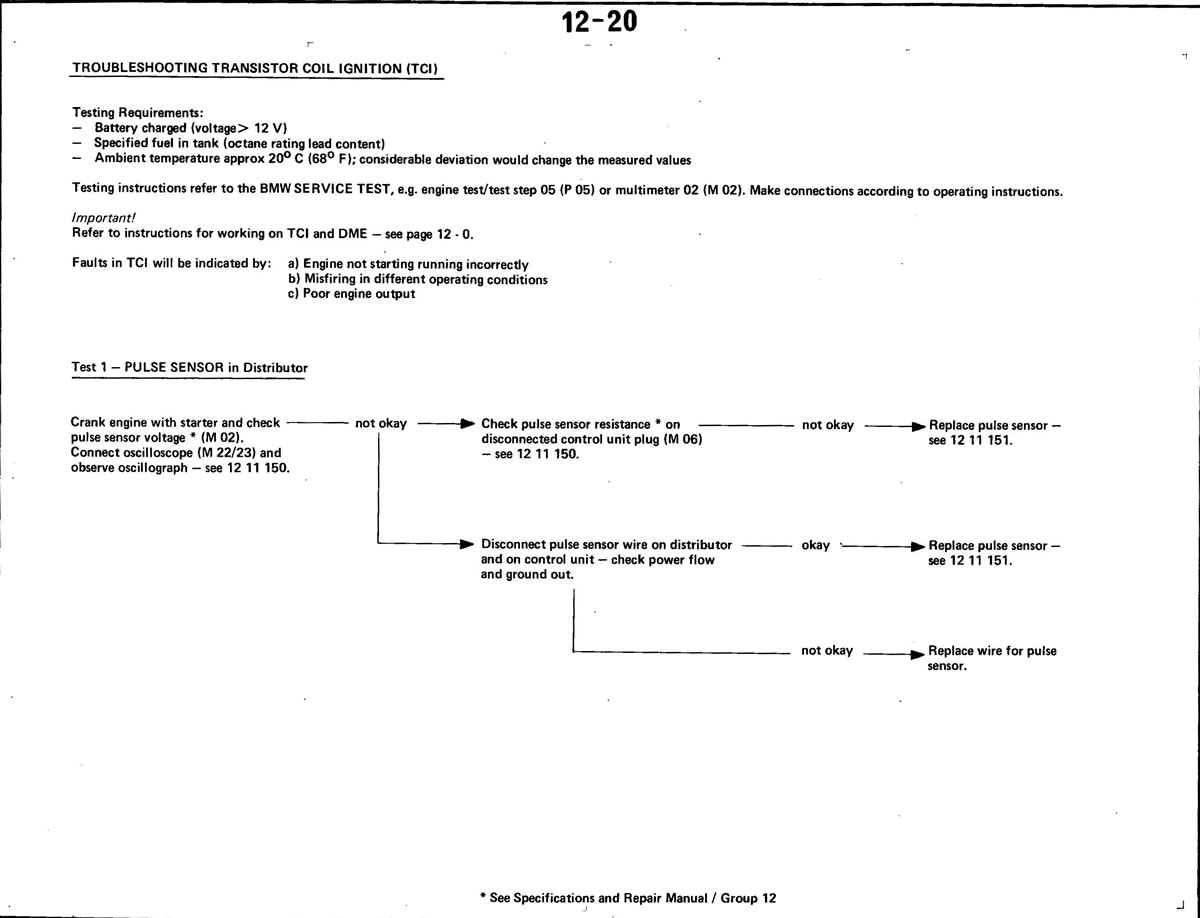 12-20
TROUBLESHOOTING TRANSISTOR COIL IGNITION (TCI)
Testing Requirements:
— Battery charged (voltage> 12 V)
— Specified fuel in tank (octane rating lead content)
— Ambient temperature approx 20° C (68° F); considerable deviation would change the measured values
Testing instructions refer to the BMW SERVICE TEST, e.g. engine test/test step 05 (P 05) or multimeter 02 (M 02). Make connections according to operating instructions.
Important!
Refer to instructions for working on TCI and DME — see page 12 - 0.
Faults in TCI will be indicated by: a) Engine not starting running incorrectly
b) Misfiring in different operating conditions
c) Poor engine output
Test 1 — PULSE SENSOR in Distributor
Crank engine with starter and check
pulse sensor voltage * (M 02).
Connect oscilloscope (M 22/23) and
observe oscillograph — see 12 11 150.
not okay
Check pulse sensor resistance * on
disconnected control unit plug (M 06)
— see 12 11 150.
not okay
Replace pulse sensor —
see 12 11 151.
Disconnect pulse sensor wire on distributor
and on control unit — check power flow
and ground out.
okay
Replace pulse sensor —
see 12 11 151.
not okay
Replace wire for pulse
sensor.
* See Specifications and Repair Manual / Group 12